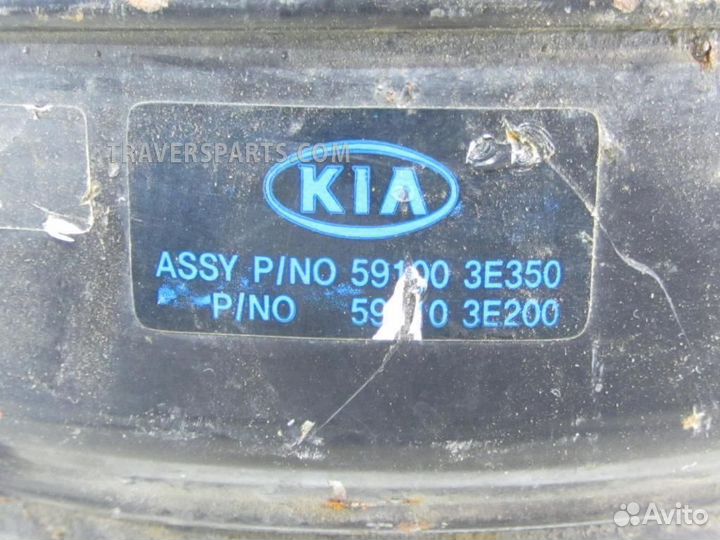 TRAVERSPARTS.COM
KIA
ASSY P/NO 59100 3E350
P/NO 3E200
Avito